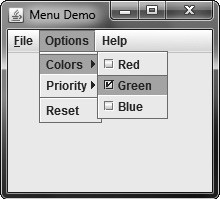 Menu Demo
File Options Help
Colors Red
Green
Priority
Blue
Reset